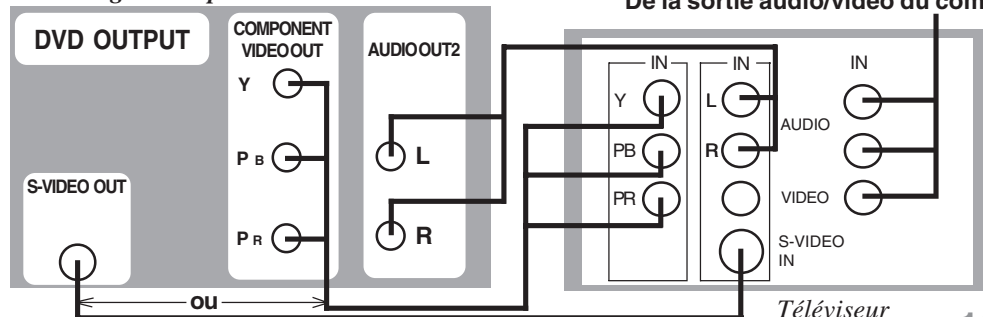 De la sortie audio/vidéo du com
DVD OUTPUT
COMPONENT
VIDEO OUT
AUDIO OUT2
Y
PB
PR
L
R
S-VIDEO OUT
ou
IN
Y
PB
PR
IN
L
R
IN
AUDIO
VIDEO
S-VIDEO
IN
Téléviseur